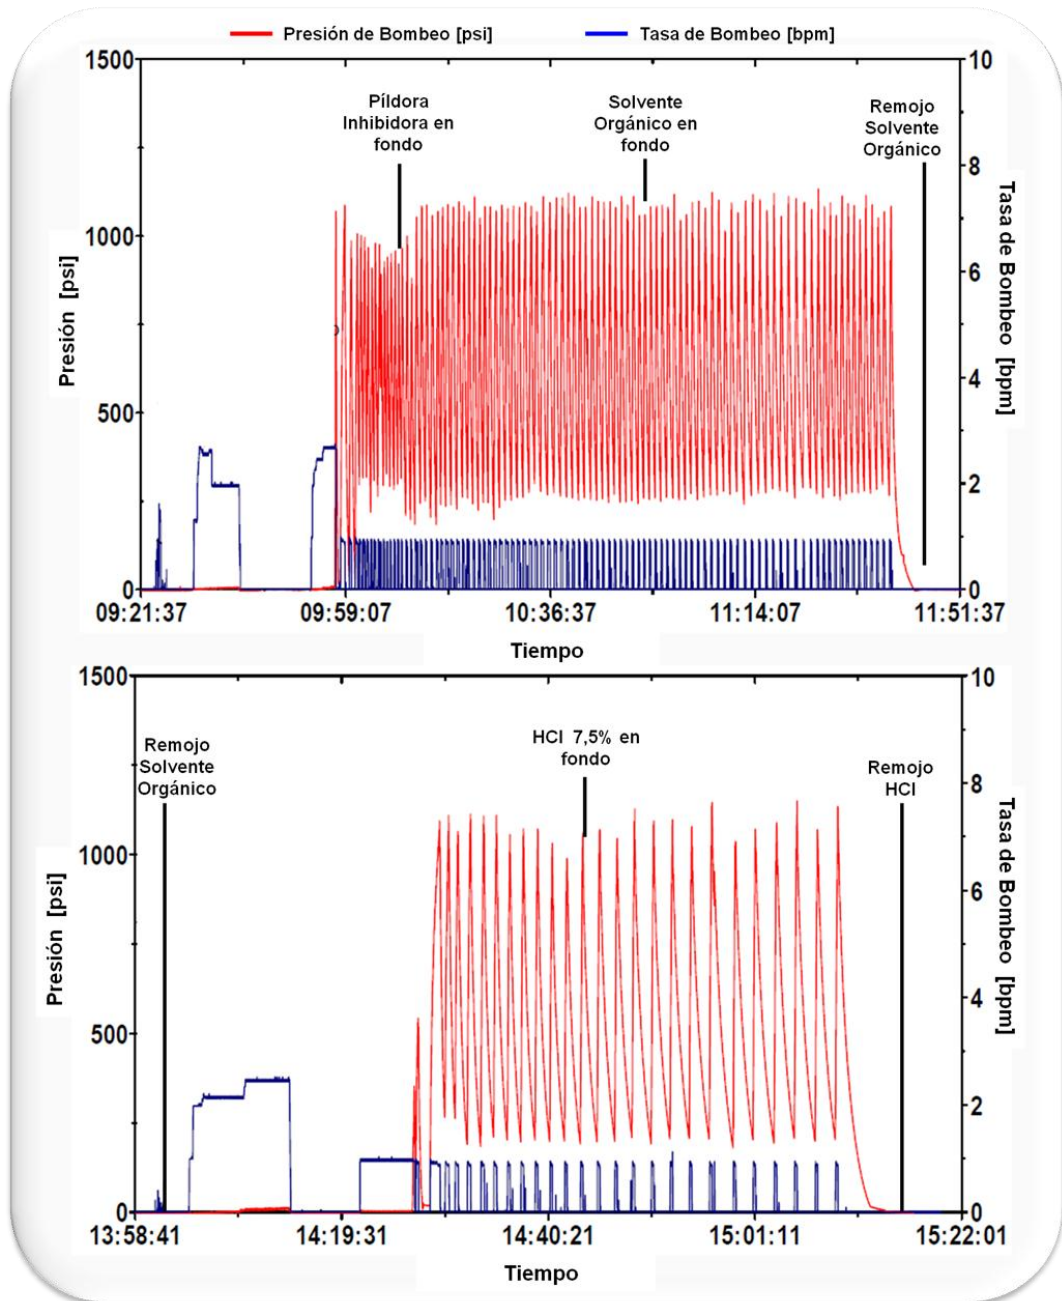 Presión de Bombeo [psi]
Tasa de Bombeo [bpm]
1500
1000
500
0
Presión [psi]
10
8
6
4
2
0
Tasa de Bombeo [bpm]
Píldora
Inhibidora en
fondo
Solvente
Orgánico en
fondo
Remojo
Solvente
Orgánico
09:21:37
09:59:07
10:36:37
11:14:07
11:51:37
Tiempo
1500
1000
500
0
Presión [psi]
10
8
6
4
2
0
Tasa de Bombeo [bpm]
Remojo
Solvente
Orgánico
HCl 7,5% en
fondo
Remojo
HCl
13:58:41
14:19:31
14:40:21
15:01:11
15:22:01
Tiempo